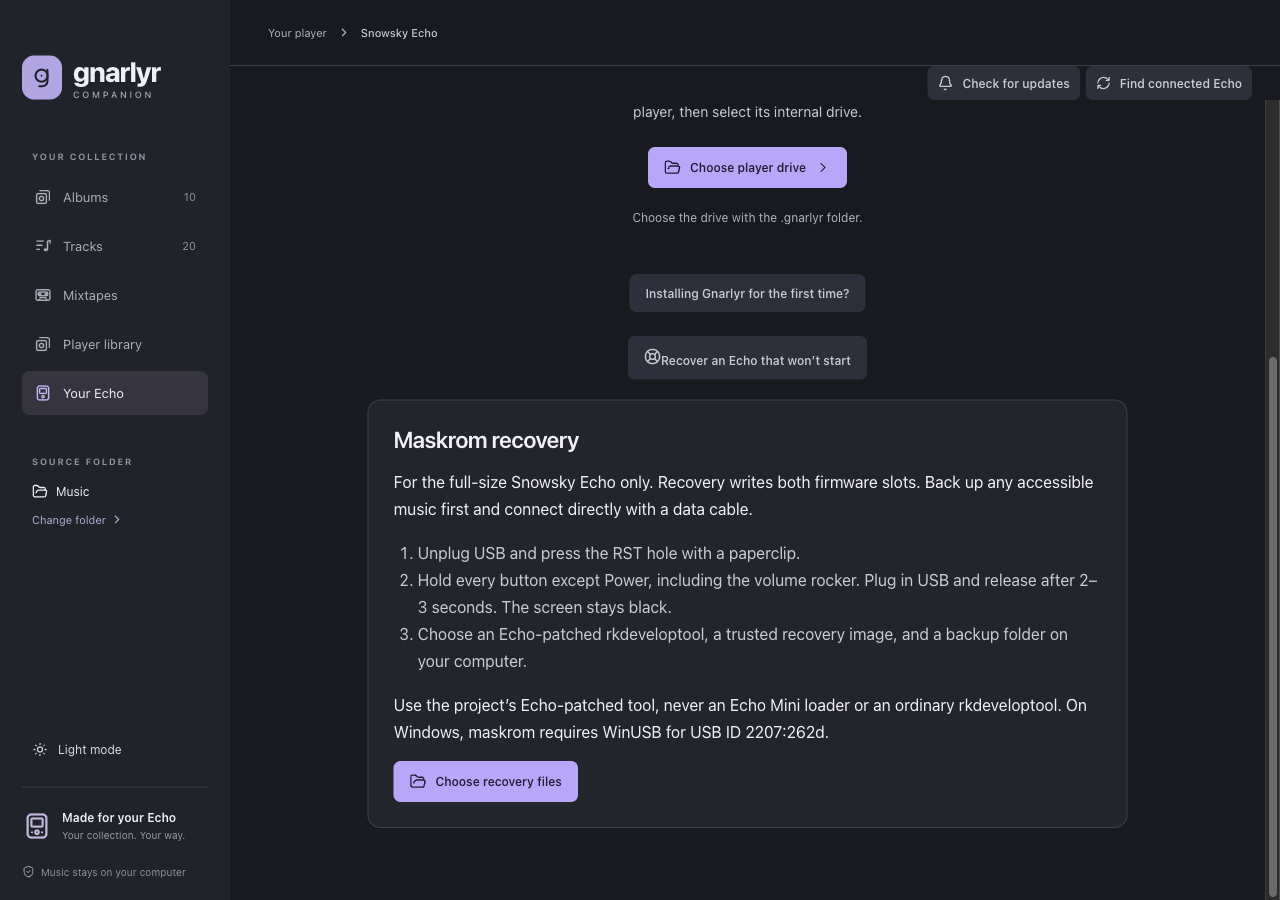 g
gnarlyr
COMPANION
YOUR COLLECTION
Albums 10
Tracks 20
Mixtapes
Player library
Your Echo
SOURCE FOLDER
Music
Change folder
Light mode
Made for your Echo
Your collection. Your way.
Music stays on your computer
Your player > Snowsky Echo
Check for updates
Find connected Echo
player, then select its internal drive.
Choose player drive
Choose the drive with the .gnarlyr folder.
Installing Gnarlyr for the first time?
Recover an Echo that won’t start
Maskrom recovery
For the full-size Snowsky Echo only. Recovery writes both firmware slots. Back up any accessible
music first and connect directly with a data cable.
1. Unplug USB and press the RST hole with a paperclip.
2. Hold every button except Power, including the volume rocker. Plug in USB and release after 2–
3 seconds. The screen stays black.
3. Choose an Echo-patched rkdeveloptool, a trusted recovery image, and a backup folder on
your computer.
Use the project’s Echo-patched tool, never an Echo Mini loader or an ordinary rkdeveloptool. On
Windows, maskrom requires WinUSB for USB ID 2207:262d.
Choose recovery files